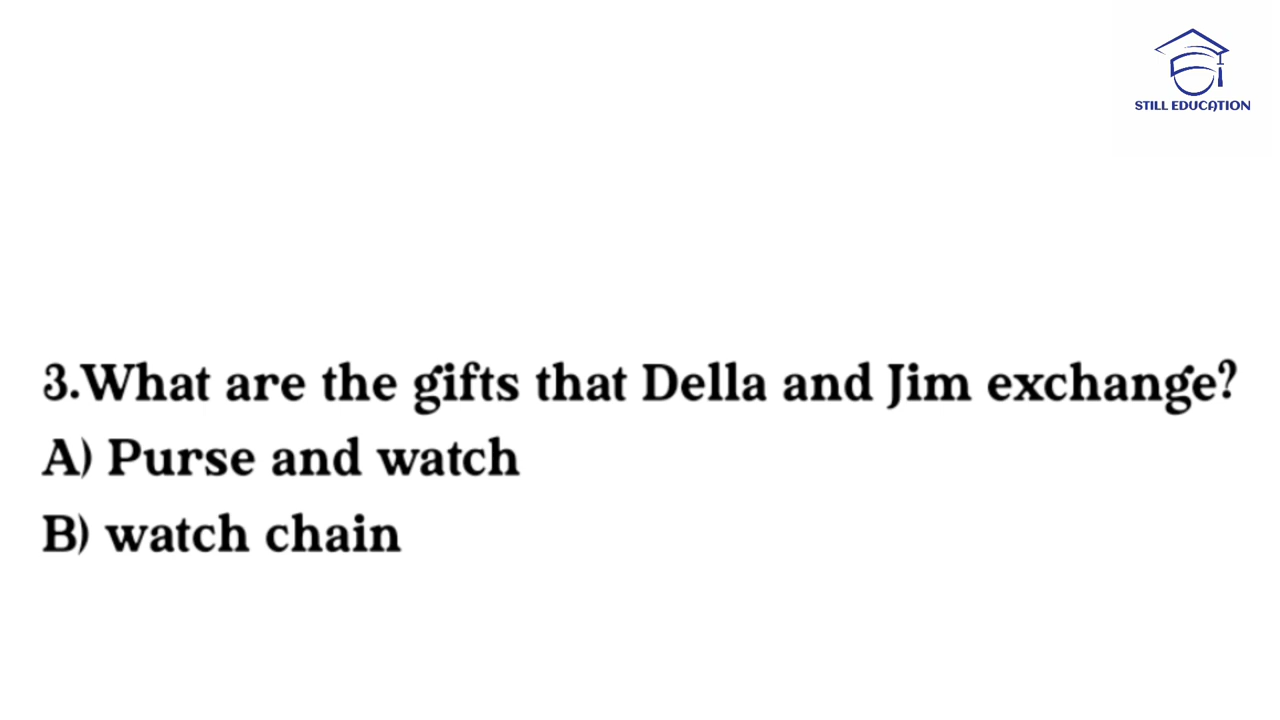 STILL EDUCATION
3.What are the gifts that Della and Jim exchange?
A) Purse and watch
B) watch chain